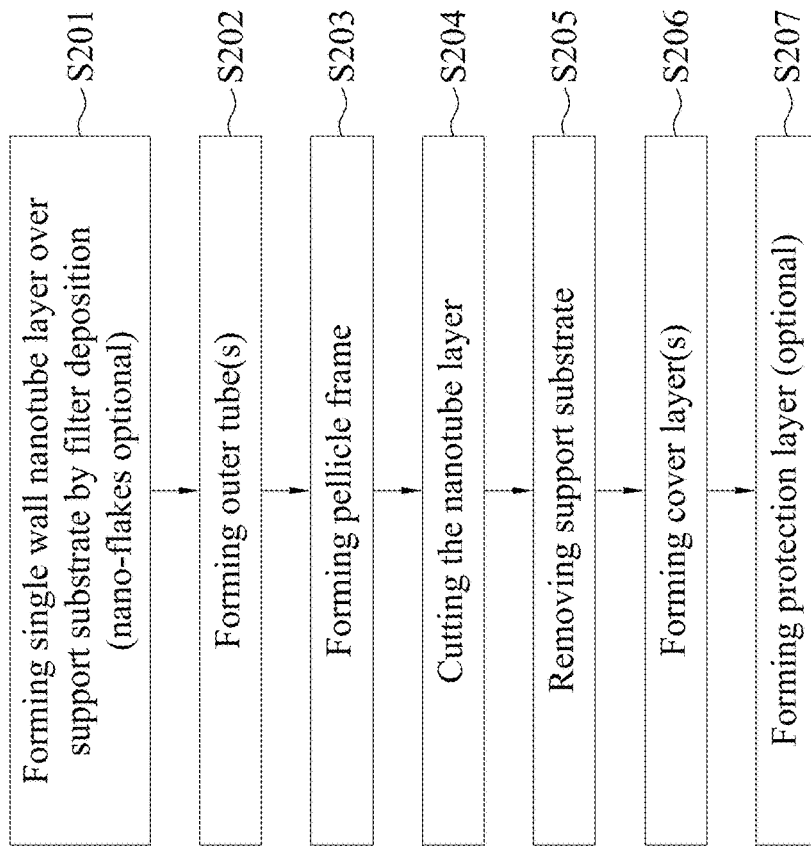 Forming single wall nanotube layer over
support substrate by filter deposition
(nano-flakes optional)
S201
Forming outer tube(s)
S202
Forming pellicle frame
S203
Cutting the nanotube layer
S204
Removing support substrate
S205
Forming cover layer(s)
S206
Forming protection layer (optional)
S207